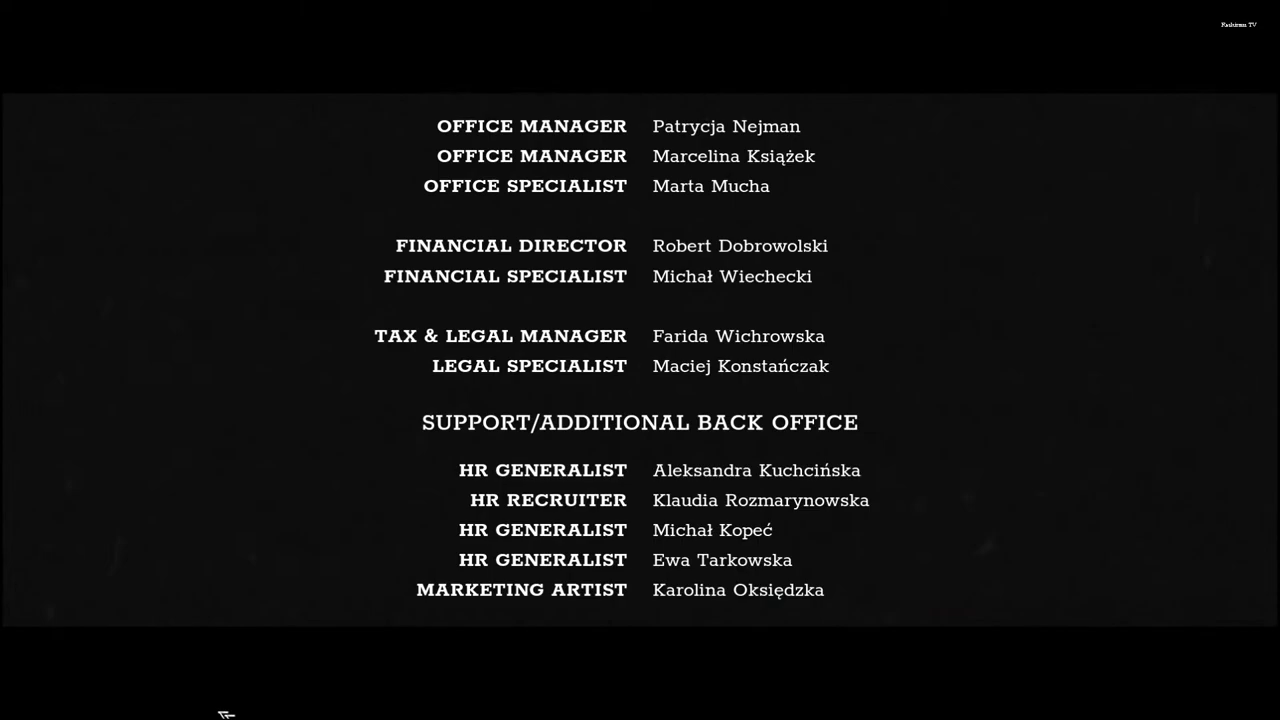 OFFICE MANAGER Patrycja Nejman
OFFICE MANAGER Marcelina Książek
OFFICE SPECIALIST Marta Mucha
FINANCIAL DIRECTOR Robert Dobrowolski
FINANCIAL SPECIALIST Michał Wiechecki
TAX & LEGAL MANAGER Farida Wichrowska
LEGAL SPECIALIST Maciej Konstańczak
SUPPORT/ADDITIONAL BACK OFFICE
HR GENERALIST Aleksandra Kuchcińska
HR RECRUITER Klaudia Rozmarynowska
HR GENERALIST Michał Kopeć
HR GENERALIST Ewa Tarkowska
MARKETING ARTIST Karolina Oksiędzka